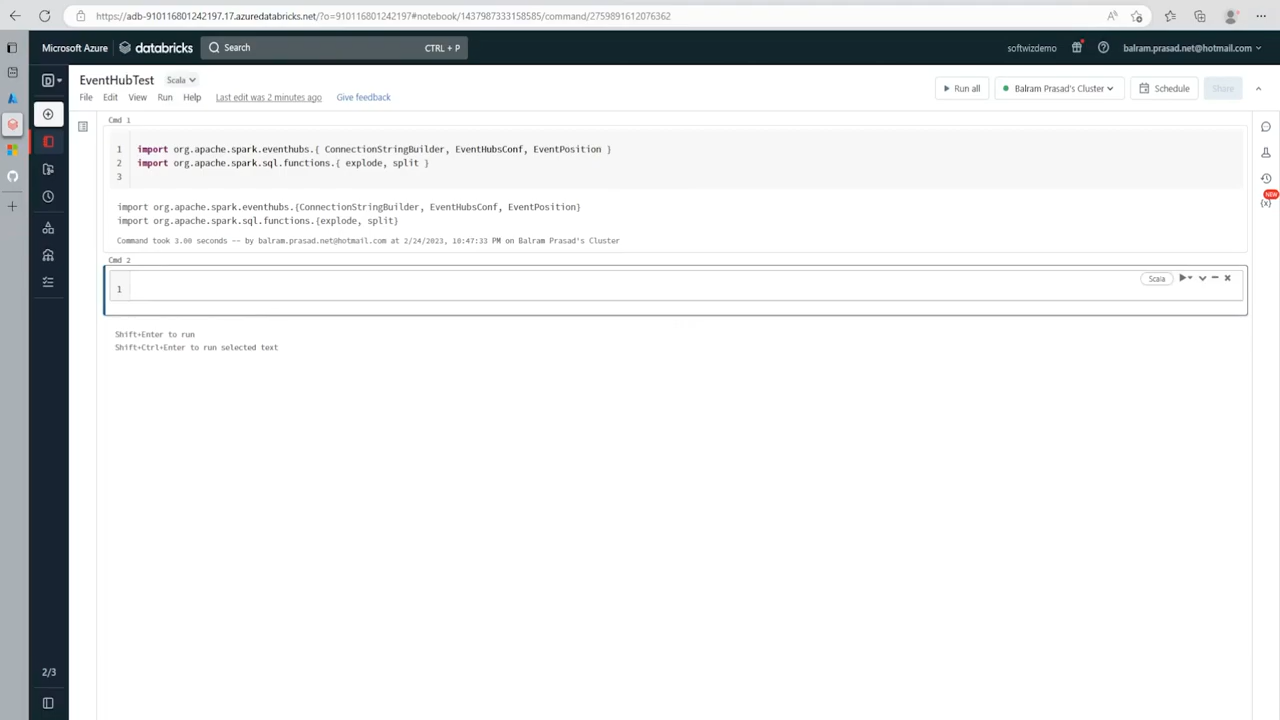 https://adb-910116801242197.17.azuredatabricks.net/?o=910116801242197#notebook/1437987333158585/command/2759891612076362
Microsoft Azure databricks Search CTRL + P softwizdemo balram.prasad.net@hotmail.com
EventHubTest Scala
File Edit View Run Help Last edit was 2 minutes ago Give feedback
Run all Balram Prasad's Cluster Schedule Share
Cmd 1
1 import org.apache.spark.eventhubs.{ ConnectionStringBuilder, EventHubsConf, EventPosition }
2 import org.apache.spark.sql.functions.{ explode, split }
3
import org.apache.spark.eventhubs.{ConnectionStringBuilder, EventHubsConf, EventPosition}
import org.apache.spark.sql.functions.{explode, split}
Command took 3.00 seconds -- by balram.prasad.net@hotmail.com at 2/24/2023, 10:47:33 PM on Balram Prasad's Cluster
NEW
Cmd 2
Scala
1
Shift+Enter to run
Shift+Ctrl+Enter to run selected text
2/3